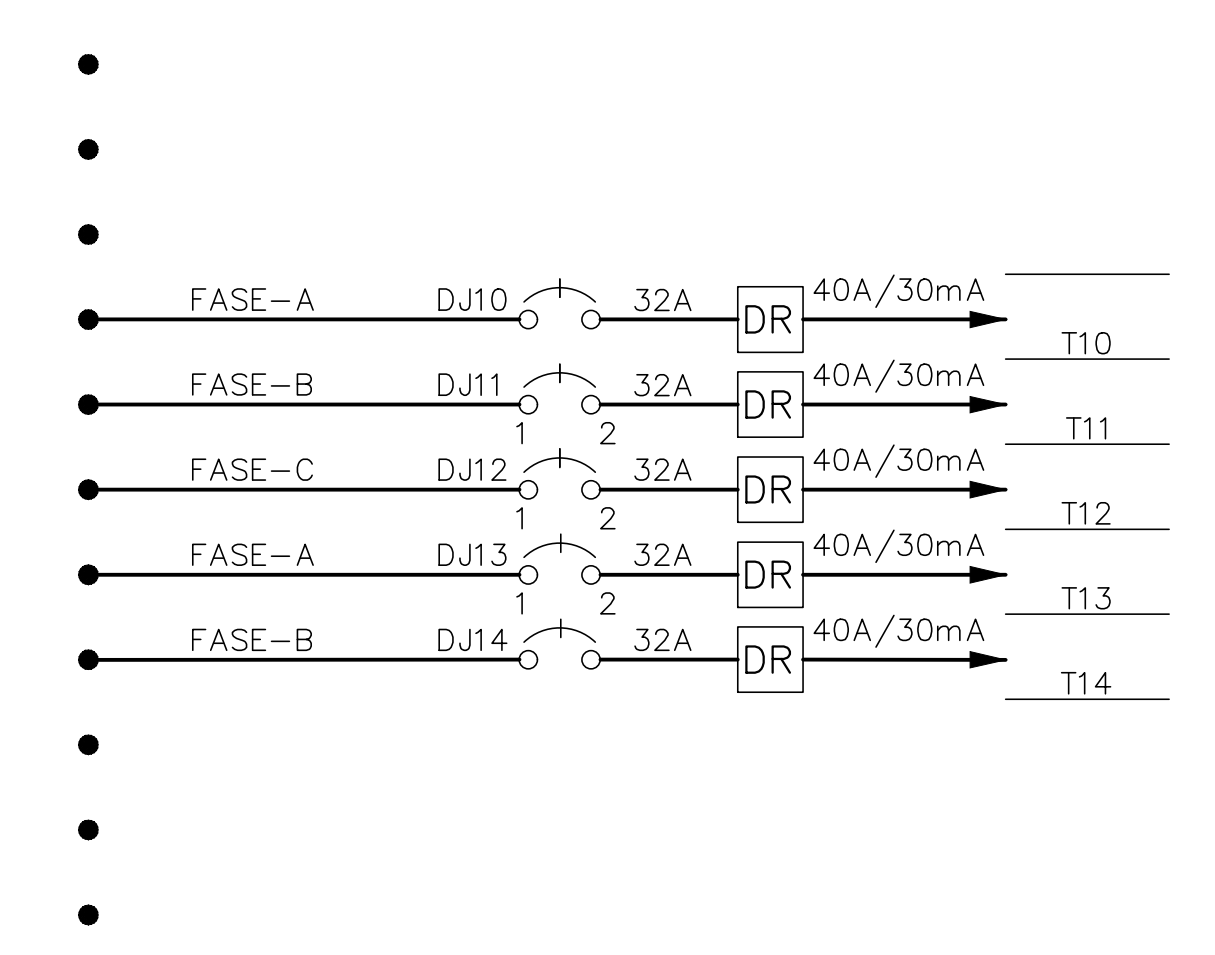 FASE-A DJ10 32A DR 40A/30mA
T10
FASE-B DJ11 32A DR 40A/30mA
1 2 T11
FASE-C DJ12 32A DR 40A/30mA
1 2 T12
FASE-A DJ13 32A DR 40A/30mA
1 2 T13
FASE-B DJ14 32A DR 40A/30mA
T14